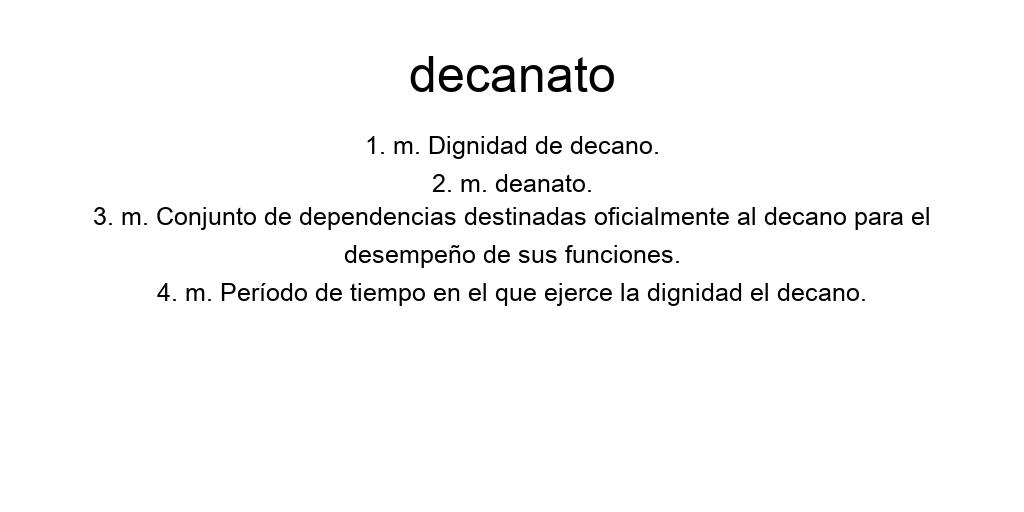 decanato
1. m. Dignidad de decano.
2. m. deanato.
3. m. Conjunto de dependencias destinadas oficialmente al decano para el
desempeño de sus funciones.
4. m. Período de tiempo en el que ejerce la dignidad el decano.